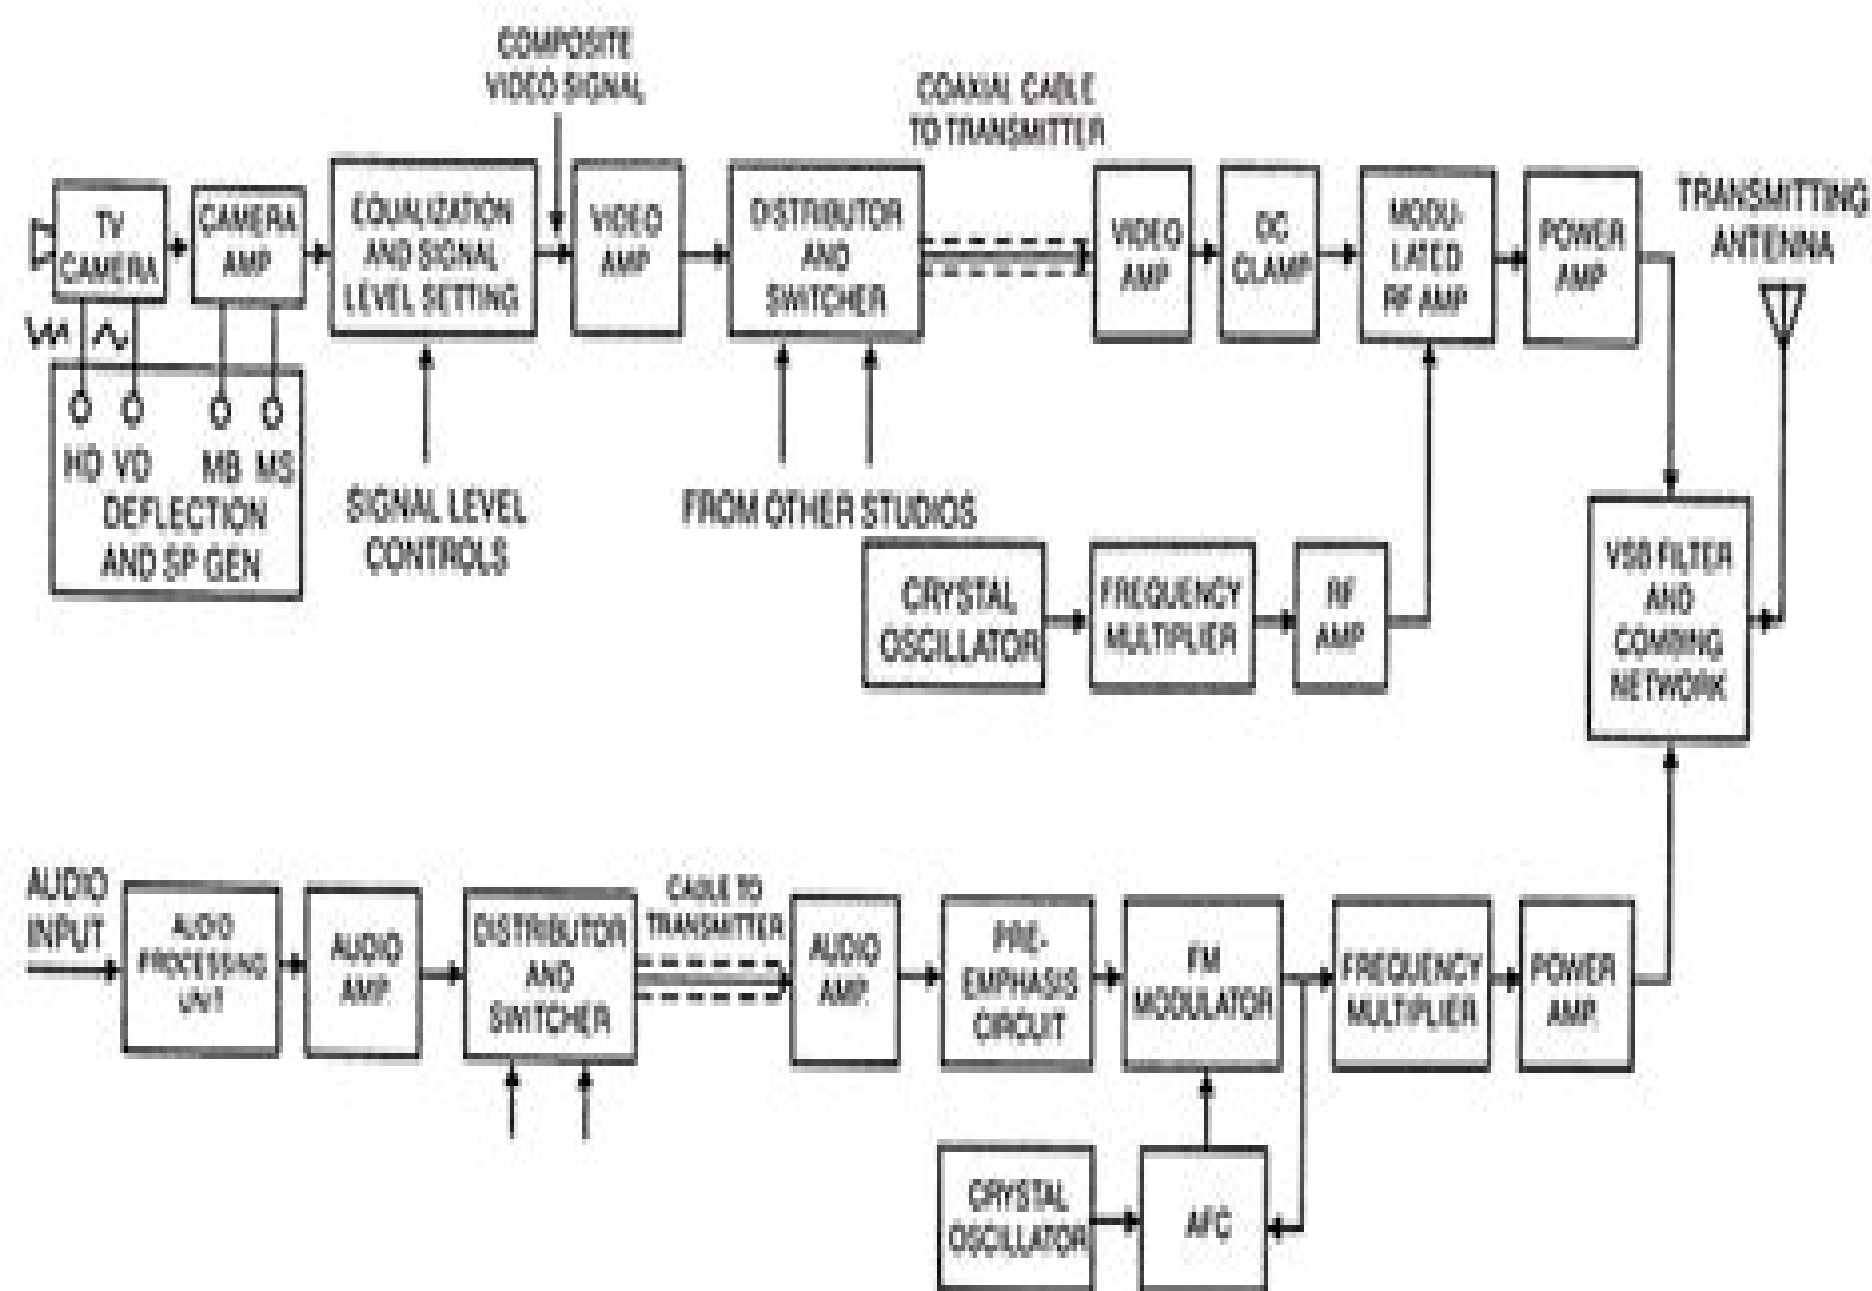 COMPOSITE
VIDEO SIGNAL
COAXIAL CABLE
TO TRANSMITTER
TV
CAMERA
CAMERA
AMP
EQUALIZATION
AND SIGNAL
LEVEL SETTING
VIDEO
AMP
DISTRIBUTOR
AND
SWITCHER
VIDEO
AMP
DC
CLAMP
MODU-
LATED
RF AMP
POWER
AMP
TRANSMITTING
ANTENNA
HD VD MB MS
DEFLECTION
AND SP GEN
SIGNAL LEVEL
CONTROLS
FROM OTHER STUDIOS
CRYSTAL
OSCILLATOR
FREQUENCY
MULTIPLIER
RF
AMP
VSB FILTER
AND
COMBING
NETWORK
AUDIO
INPUT
AUDIO
PROCESSING
UNIT
AUDIO
AMP.
DISTRIBUTOR
AND
SWITCHER
CABLE TO
TRANSMITTER
AUDIO
AMP.
PRE-
EMPHASIS
CIRCUIT
FM
MODULATOR
FREQUENCY
MULTIPLIER
POWER
AMP.
CRYSTAL
OSCILLATOR
AFC